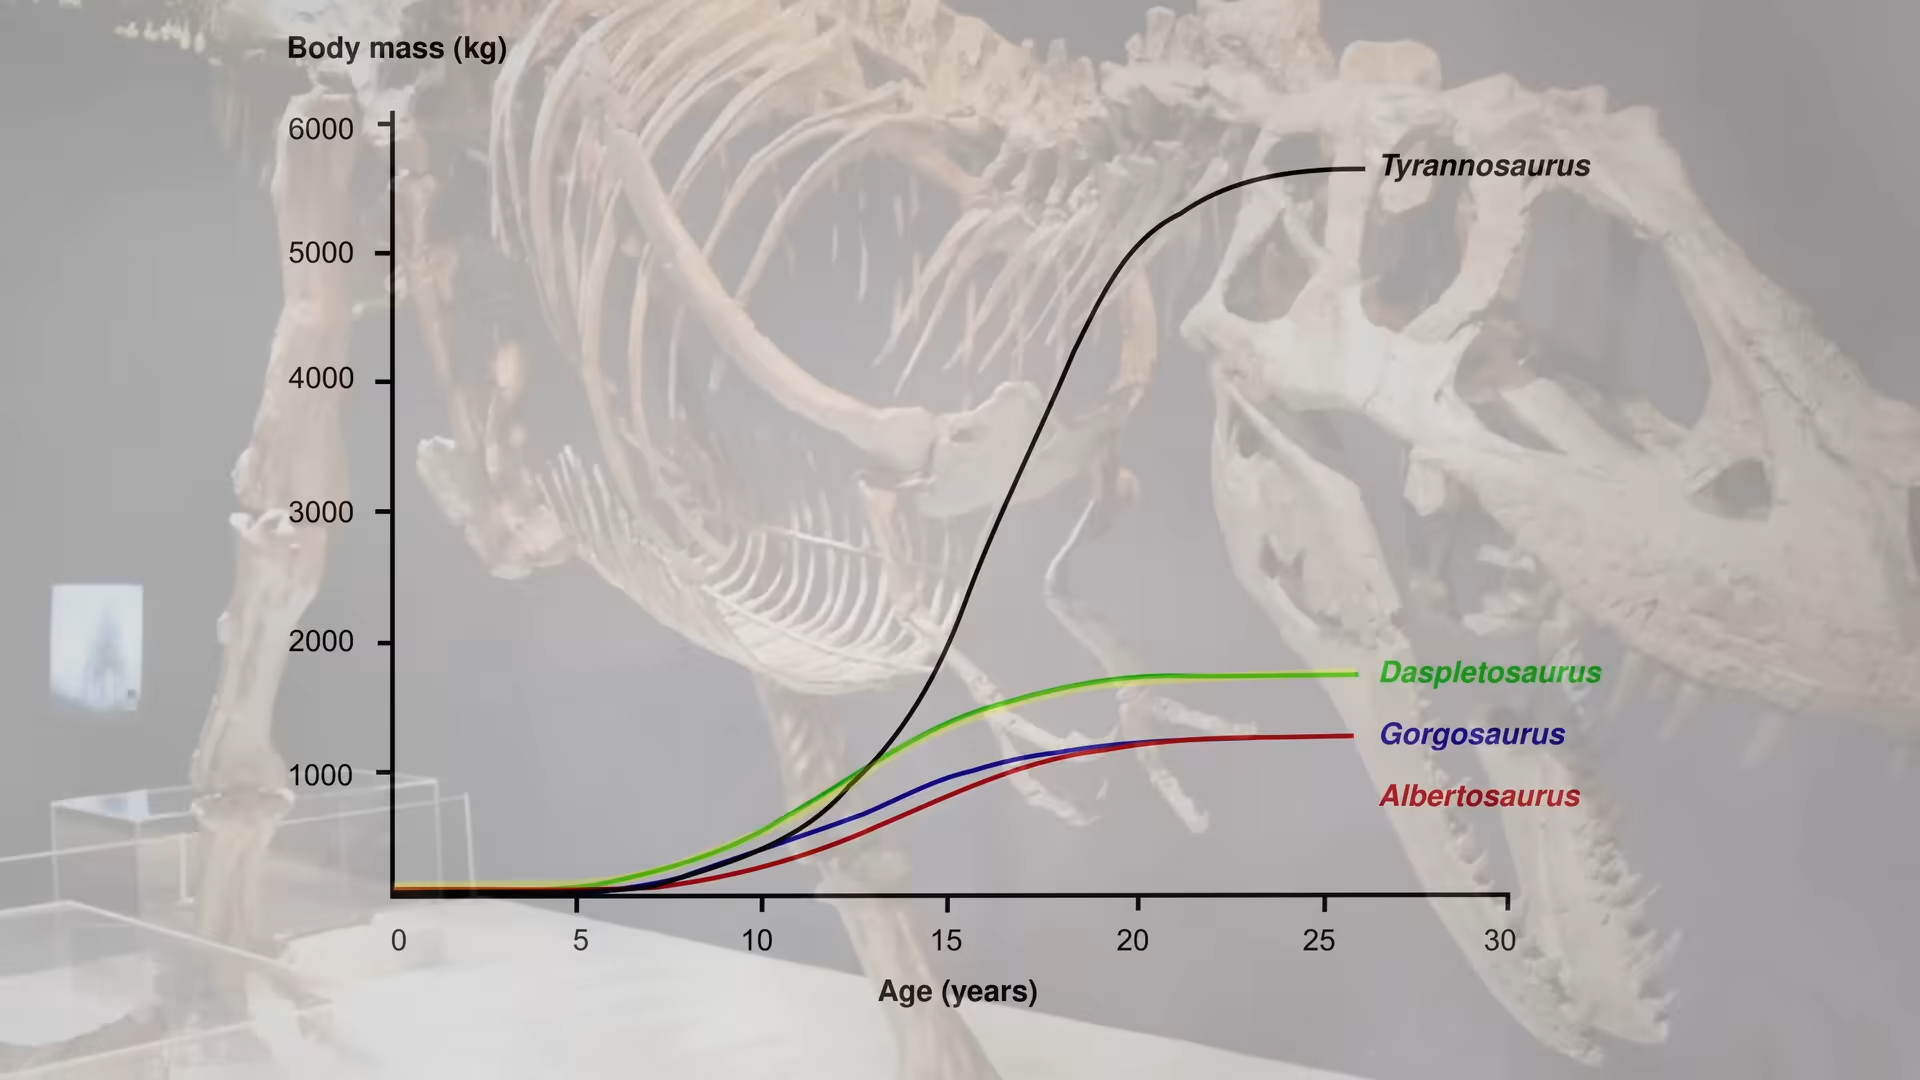 Body mass (kg)
6000
5000
4000
3000
2000
1000
Tyrannosaurus
Daspletosaurus
Gorgosaurus
Albertosaurus
0 5 10 15 20 25 30
Age (years)